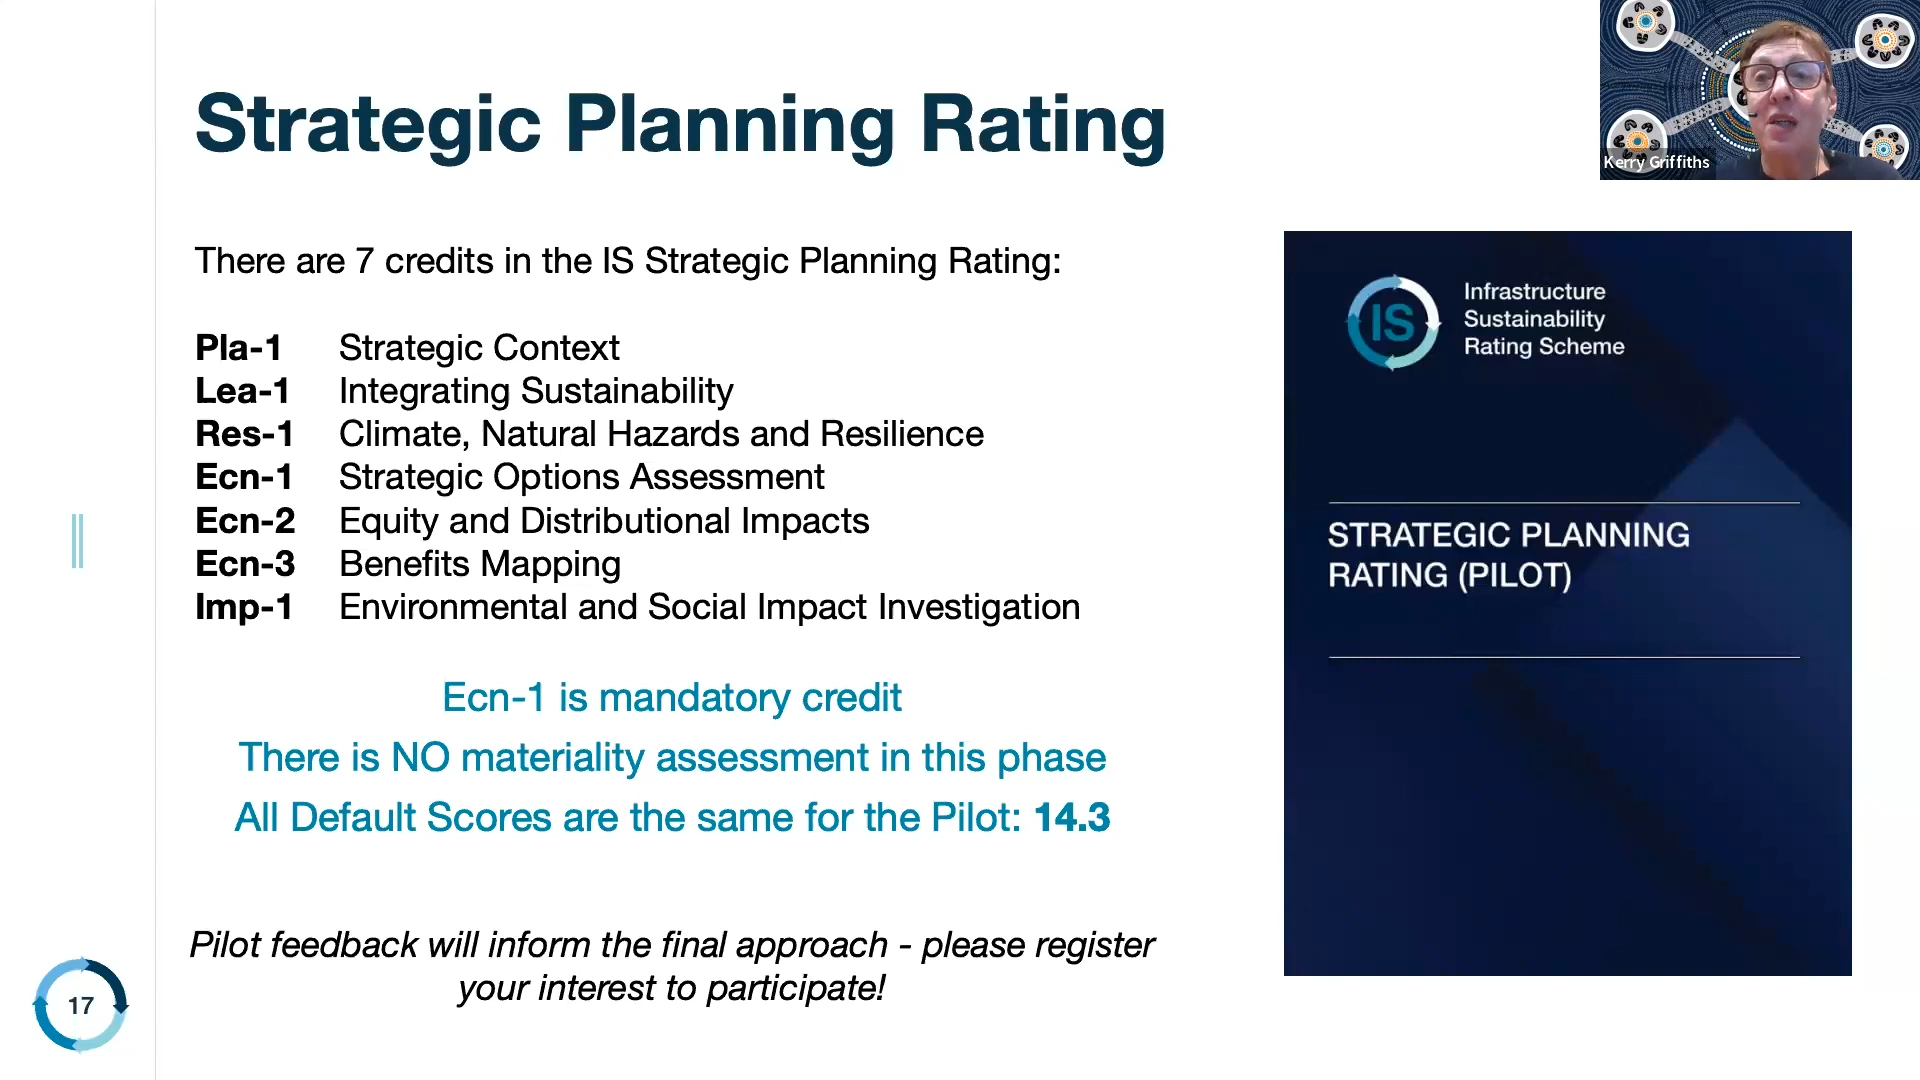 Strategic Planning Rating
Kerry Griffiths
There are 7 credits in the IS Strategic Planning Rating:
Pla-1 Strategic Context
Lea-1 Integrating Sustainability
Res-1 Climate, Natural Hazards and Resilience
Ecn-1 Strategic Options Assessment
Ecn-2 Equity and Distributional Impacts
Ecn-3 Benefits Mapping
Imp-1 Environmental and Social Impact Investigation
Ecn-1 is mandatory credit
There is NO materiality assessment in this phase
All Default Scores are the same for the Pilot: 14.3
Pilot feedback will inform the final approach - please register
your interest to participate!
17
IS
Infrastructure
Sustainability
Rating Scheme
STRATEGIC PLANNING
RATING (PILOT)